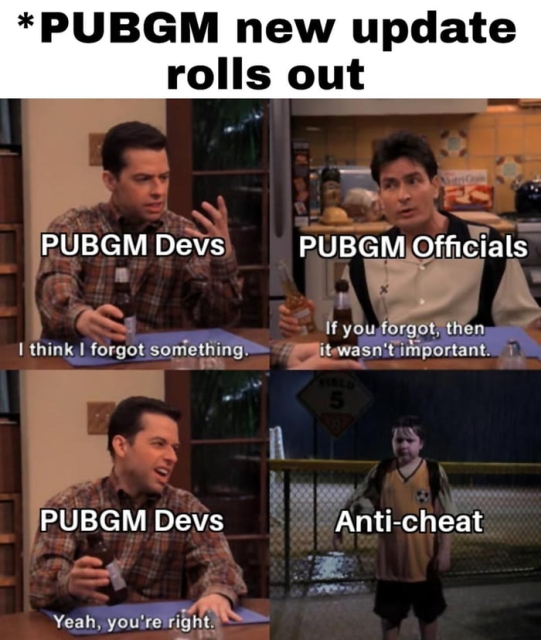 *PUBGM new update
rolls out
PUBGM Devs
I think I forgot something.
PUBGM Officials
If you forgot, then
it wasn't important.
PUBGM Devs
Yeah, you're right.
FIELD
5
Anti-cheat